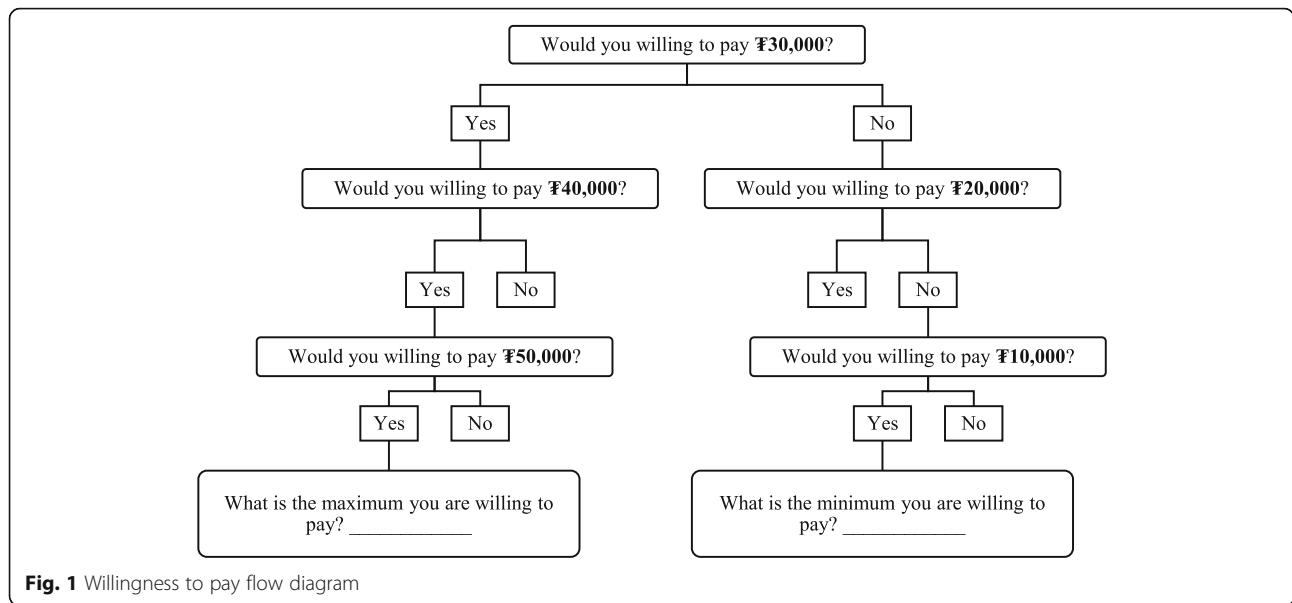 Would you willing to pay ₮30,000?
Yes
No
Would you willing to pay ₮40,000?
Would you willing to pay ₮20,000?
Yes
No
Yes
No
Would you willing to pay ₮50,000?
Would you willing to pay ₮10,000?
Yes
No
Yes
No
What is the maximum you are willing to
pay? ____________
What is the minimum you are willing to
pay? ____________
Fig. 1 Willingness to pay flow diagram